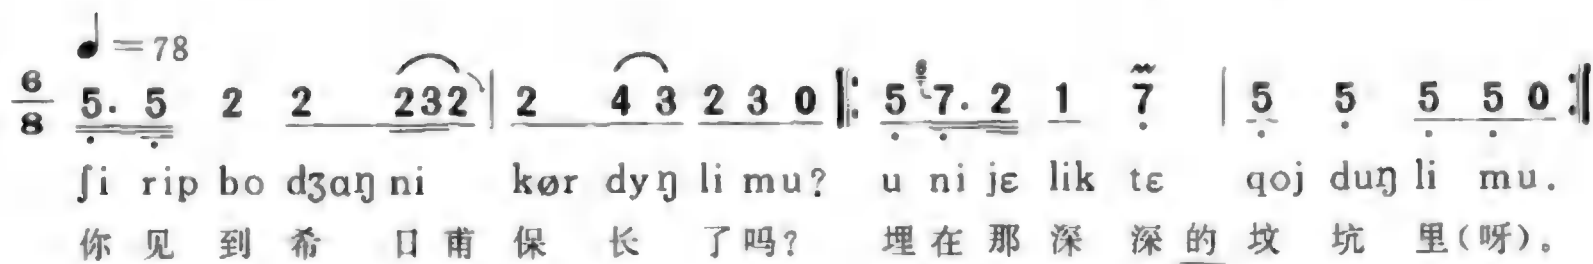 ♩=78
6/8 5. 5 2 2 232 | 2 4 3 2 3 0 |: 5 6 7. 2 1 7 | 5 5 5 5 0 :|
ʃi rip bo dʒɑŋ ni kør dyŋ li mu? u ni jɛ lik tɛ qoj duŋ li mu.
你 见 到 希 日 甫 保 长 了 吗？ 埋 在 那 深 深 的 坟 坑 里（呀）。